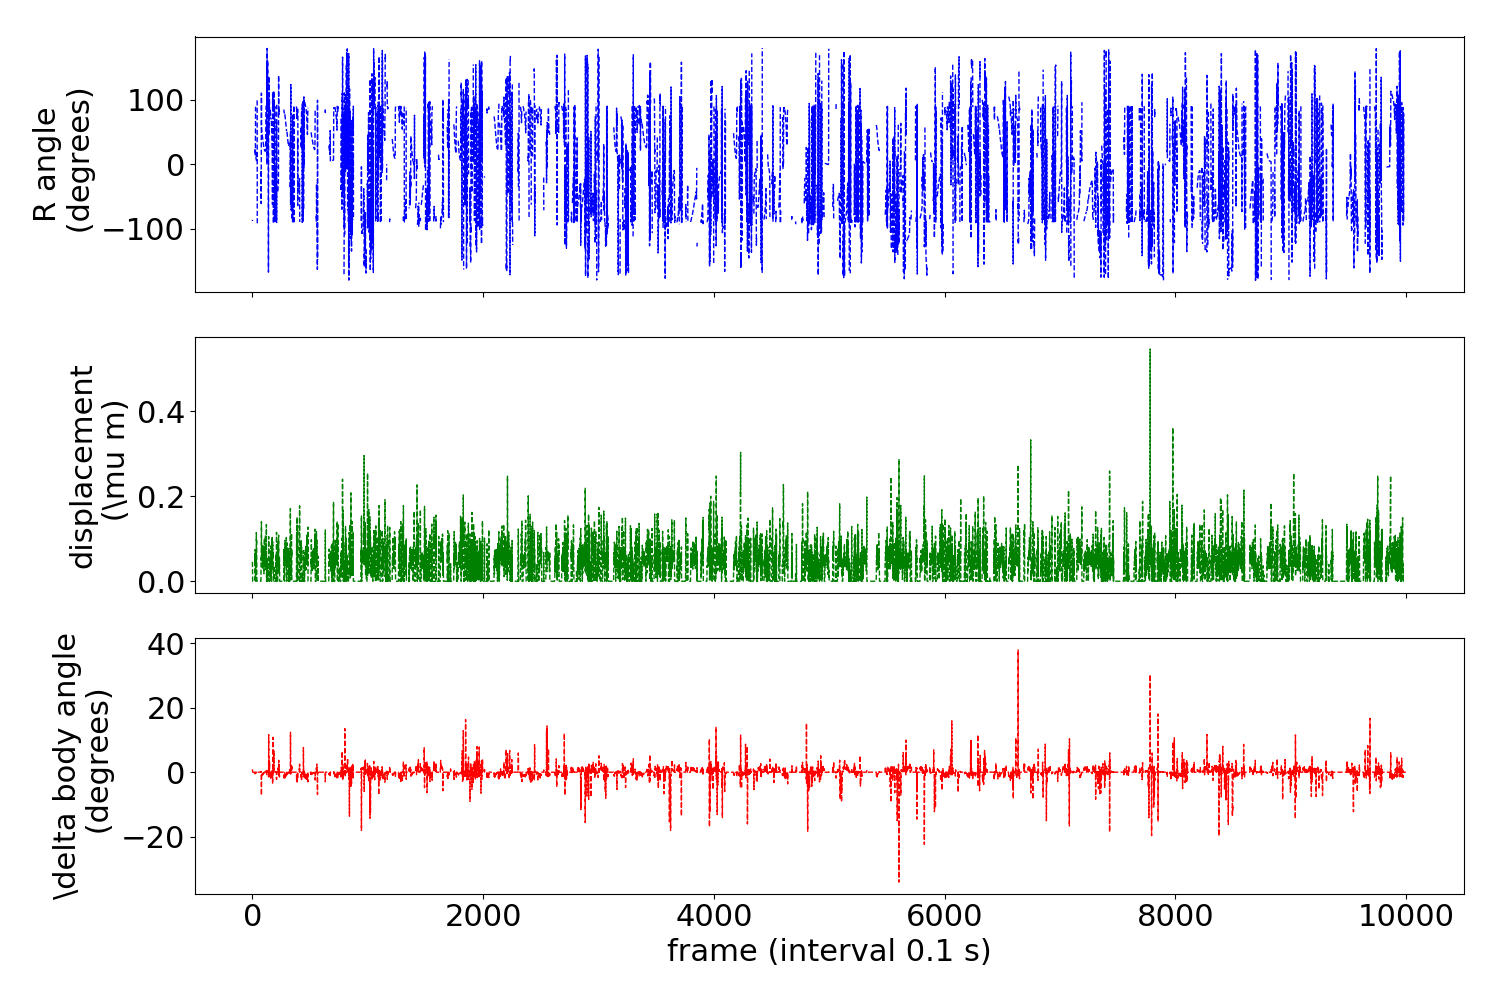 R angle
(degrees)
100
0
−100
displacement
(\mu m)
0.4
0.2
0.0
\delta body angle
(degrees)
40
20
0
−20
0 2000 4000 6000 8000 10000
frame (interval 0.1 s)